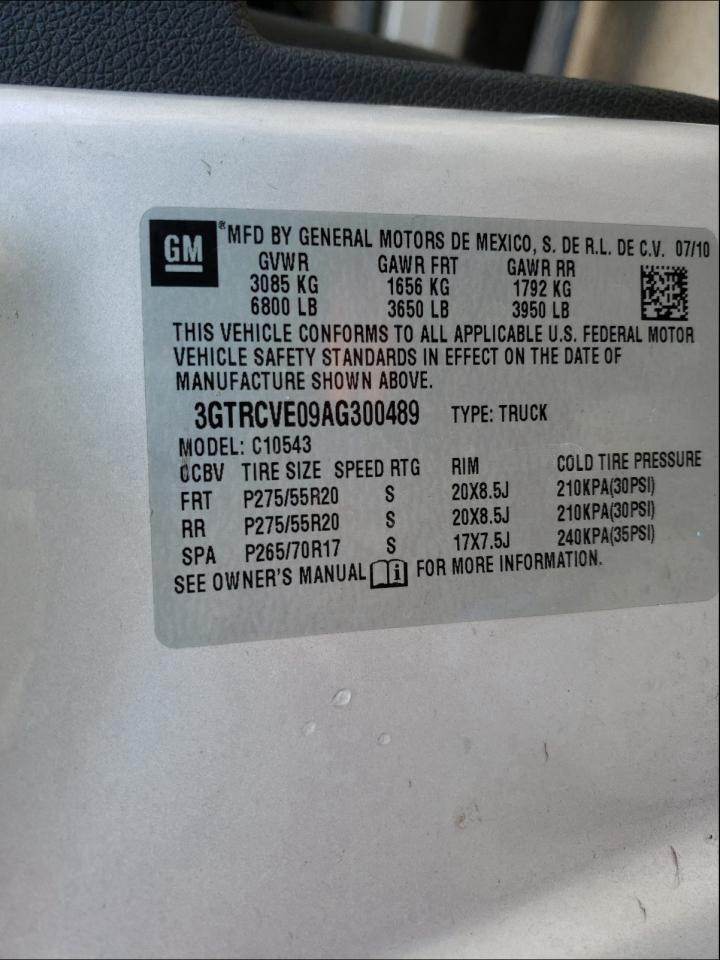 GM ® MFD BY GENERAL MOTORS DE MEXICO, S. DE R.L. DE C.V. 07/10
GVWR GAWR FRT GAWR RR
3085 KG 1656 KG 1792 KG
6800 LB 3650 LB 3950 LB
THIS VEHICLE CONFORMS TO ALL APPLICABLE U.S. FEDERAL MOTOR
VEHICLE SAFETY STANDARDS IN EFFECT ON THE DATE OF
MANUFACTURE SHOWN ABOVE.
3GTRCVE09AG300489 TYPE: TRUCK
MODEL: C10543
CCBV TIRE SIZE SPEED RTG RIM COLD TIRE PRESSURE
FRT P275/55R20 S 20X8.5J 210KPA(30PSI)
RR P275/55R20 S 20X8.5J 210KPA(30PSI)
SPA P265/70R17 S 17X7.5J 240KPA(35PSI)
SEE OWNER'S MANUAL i FOR MORE INFORMATION.